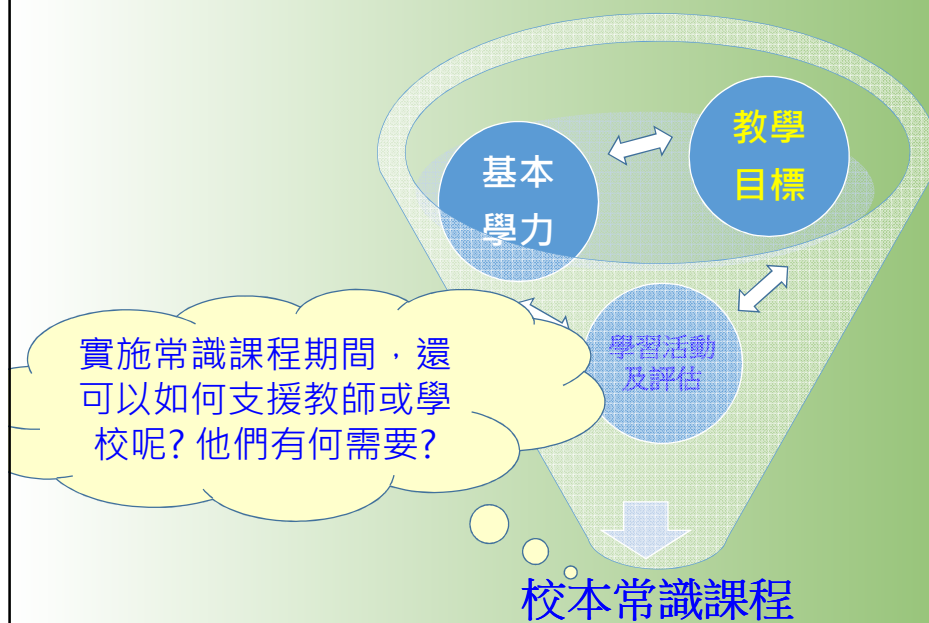 教學
目標
基本
學力
學習活動
及評估
實施常識課程期間，還
可以如何支援教師或學
校呢? 他們有何需要?
校本常識課程